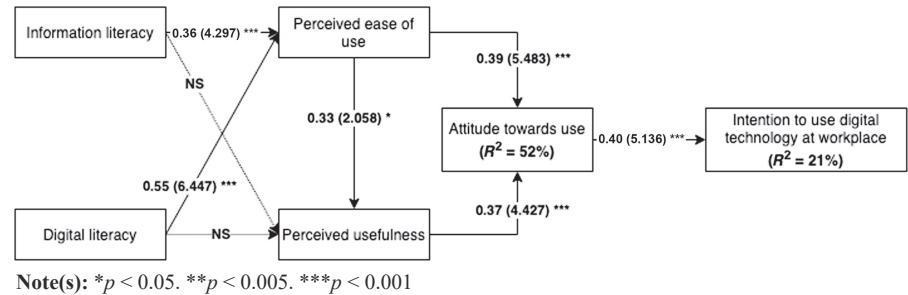 Information literacy
0.36 (4.297) ***
Perceived ease of
use
NS
0.33 (2.058) *
0.39 (5.483) ***
Attitude towards use
(R² = 52%)
0.40 (5.136) ***
Intention to use digital
technology at workplace
(R² = 21%)
0.55 (6.447) ***
0.37 (4.427) ***
Digital literacy
NS
Perceived usefulness
Note(s): *p < 0.05. **p < 0.005. ***p < 0.001